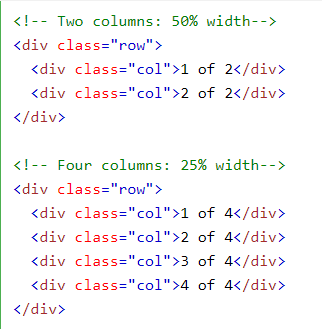 <!-- Two columns: 50% width-->
<div class="row">
  <div class="col">1 of 2</div>
  <div class="col">2 of 2</div>
</div>

<!-- Four columns: 25% width-->
<div class="row">
  <div class="col">1 of 4</div>
  <div class="col">2 of 4</div>
  <div class="col">3 of 4</div>
  <div class="col">4 of 4</div>
</div>